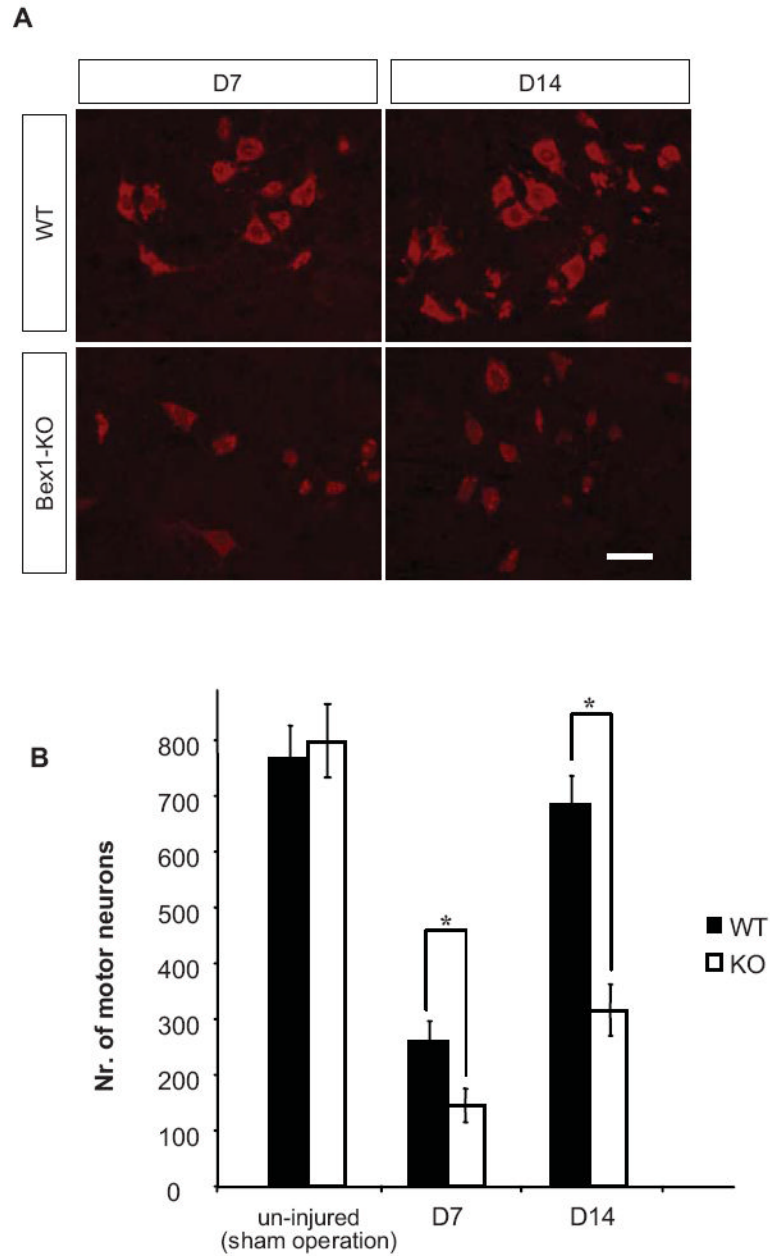 A
D7
D14
WT
Bex1-KO
B
Nr. of motor neurons
800
700
600
500
400
300
200
100
0
*
*
WT
KO
un-injured
(sham operation)
D7
D14